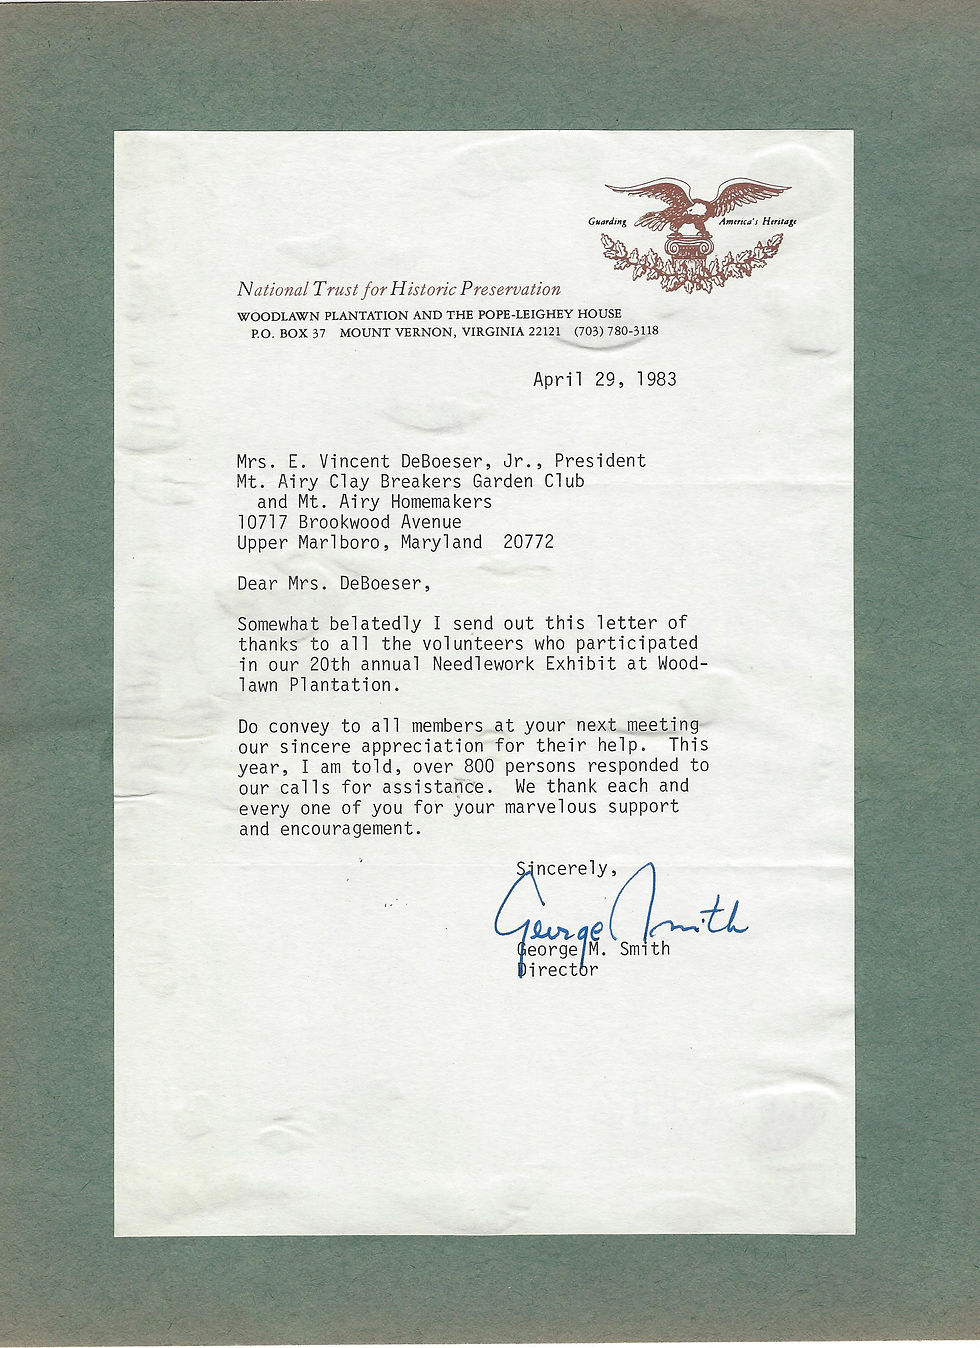 Guarding America's Heritage
National Trust for Historic Preservation
WOODLAWN PLANTATION AND THE POPE-LEIGHEY HOUSE
P.O. BOX 37 MOUNT VERNON, VIRGINIA 22121 (703) 780-3118
April 29, 1983
Mrs. E. Vincent DeBoeser, Jr., President
Mt. Airy Clay Breakers Garden Club
and Mt. Airy Homemakers
10717 Brookwood Avenue
Upper Marlboro, Maryland 20772
Dear Mrs. DeBoeser,
Somewhat belatedly I send out this letter of
thanks to all the volunteers who participated
in our 20th annual Needlework Exhibit at Wood-
lawn Plantation.
Do convey to all members at your next meeting
our sincere appreciation for their help. This
year, I am told, over 800 persons responded to
our calls for assistance. We thank each and
every one of you for your marvelous support
and encouragement.
Sincerely,
George Smith
George M. Smith
Director